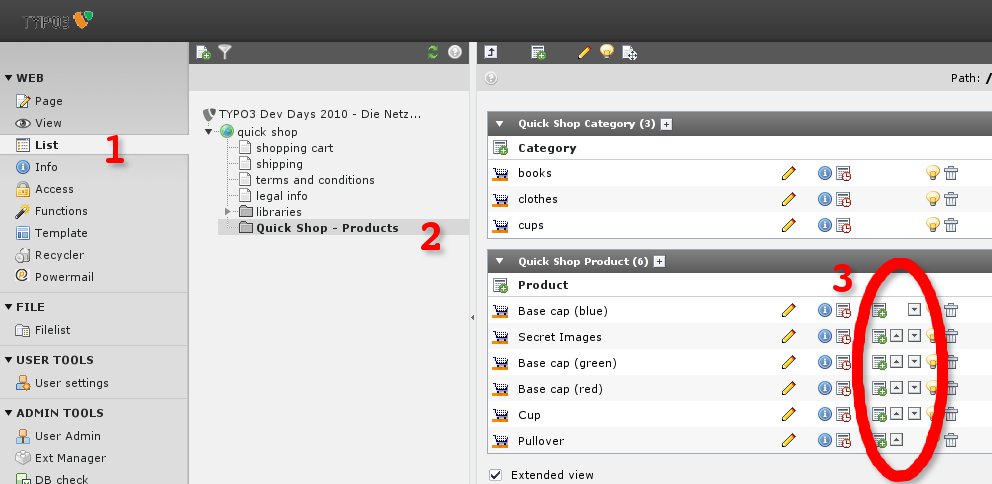 TYPO3
WEB
Page
View
List
1
Info
Access
Functions
Template
Recycler
Powermail
FILE
Filelist
USER TOOLS
User settings
ADMIN TOOLS
User Admin
Ext Manager
DB check
TYPO3 Dev Days 2010 - Die Netz...
quick shop
shopping cart
shipping
terms and conditions
legal info
libraries
Quick Shop - Products
2
Path: /
Quick Shop Category (3)
Category
books
clothes
cups
Quick Shop Product (6)
3
Product
Base cap (blue)
Secret Images
Base cap (green)
Base cap (red)
Cup
Pullover
Extended view